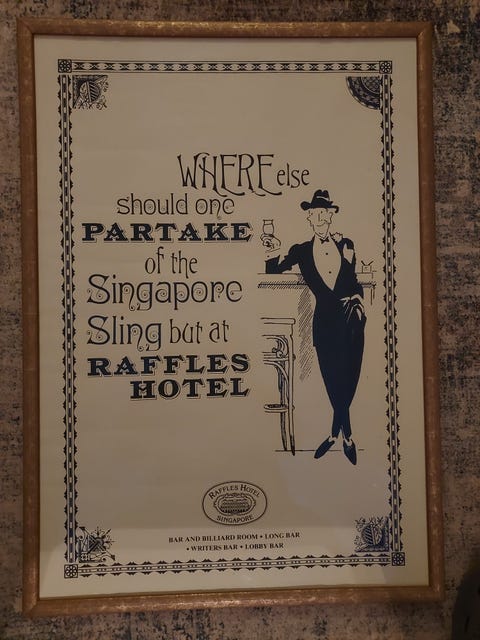 WHERE else
should one
PARTAKE
of the
Singapore
Sling but at
RAFFLES
HOTEL
RAFFLES HOTEL
SINGAPORE
BAR AND BILLIARD ROOM • LONG BAR
• WRITERS BAR • LOBBY BAR